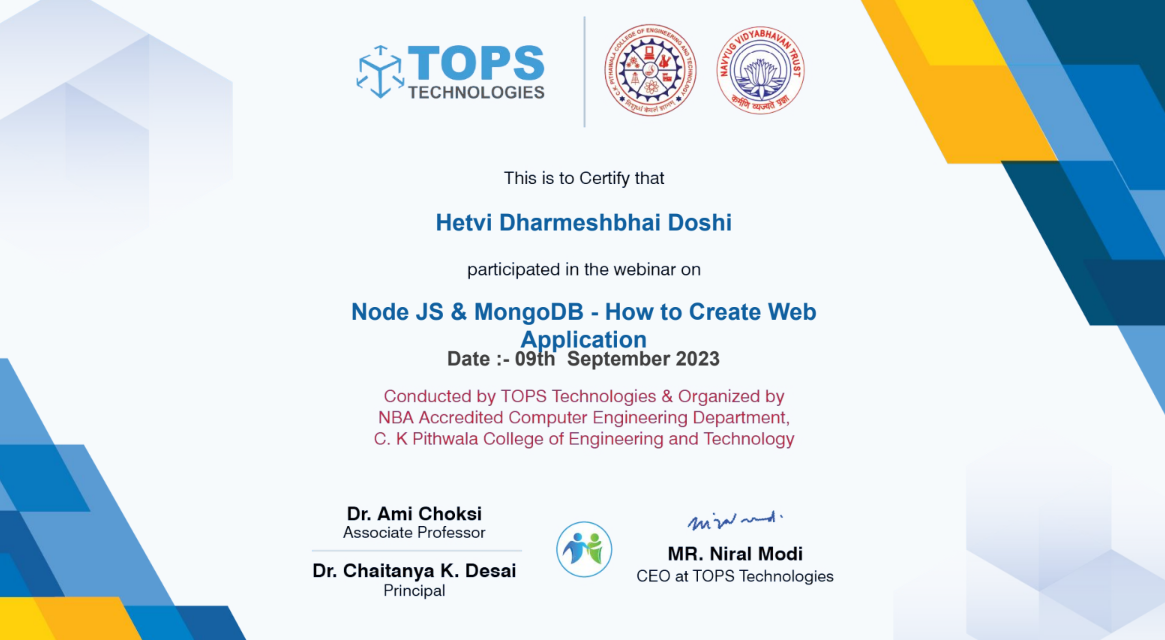 TOPS
TECHNOLOGIES
C. K. PITHAWALA COLLEGE OF ENGINEERING AND TECHNOLOGY
NAVYUG VIDYABHAVAN TRUST
This is to Certify that
Hetvi Dharmeshbhai Doshi
participated in the webinar on
Node JS & MongoDB - How to Create Web
Application
Date :- 09th September 2023
Conducted by TOPS Technologies & Organized by
NBA Accredited Computer Engineering Department,
C. K Pithwala College of Engineering and Technology
Dr. Ami Choksi
Associate Professor
Dr. Chaitanya K. Desai
Principal
MR. Niral Modi
CEO at TOPS Technologies